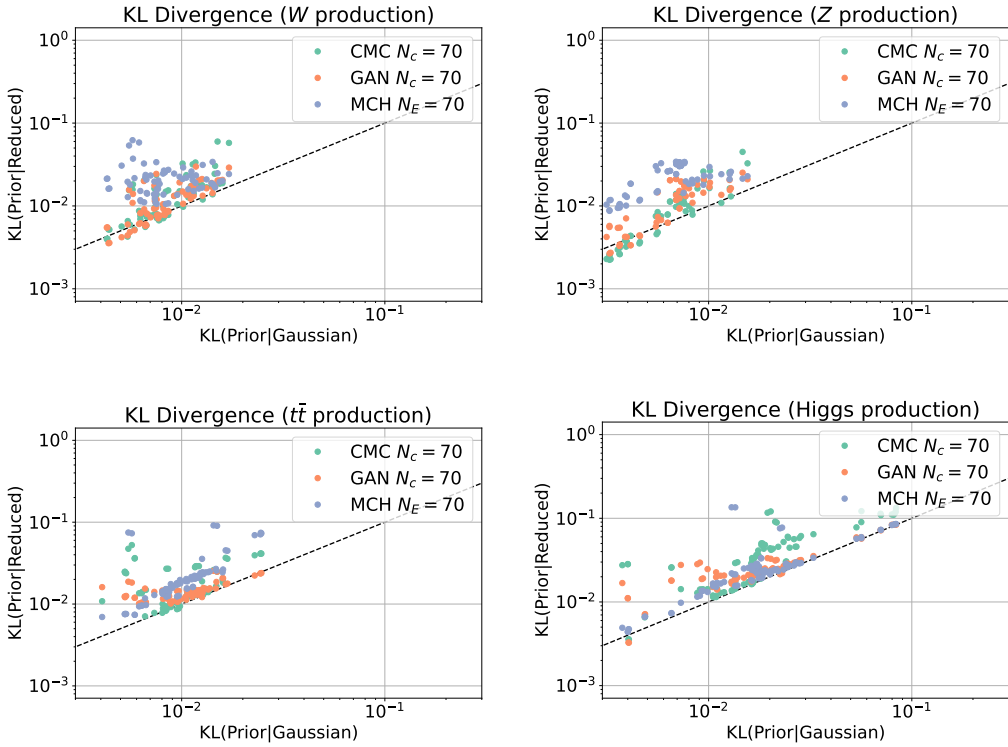 KL Divergence (W production)
KL(Prior|Reduced)
10⁰
10⁻¹
10⁻²
10⁻³
CMC N_c = 70
GAN N_c = 70
MCH N_E = 70
10⁻² 10⁻¹
KL(Prior|Gaussian)
KL Divergence (Z production)
KL(Prior|Reduced)
10⁰
10⁻¹
10⁻²
10⁻³
CMC N_c = 70
GAN N_c = 70
MCH N_E = 70
10⁻² 10⁻¹
KL(Prior|Gaussian)
KL Divergence (tt̄ production)
KL(Prior|Reduced)
10⁰
10⁻¹
10⁻²
10⁻³
CMC N_c = 70
GAN N_c = 70
MCH N_E = 70
10⁻² 10⁻¹
KL(Prior|Gaussian)
KL Divergence (Higgs production)
KL(Prior|Reduced)
10⁰
10⁻¹
10⁻²
10⁻³
CMC N_c = 70
GAN N_c = 70
MCH N_E = 70
10⁻² 10⁻¹
KL(Prior|Gaussian)